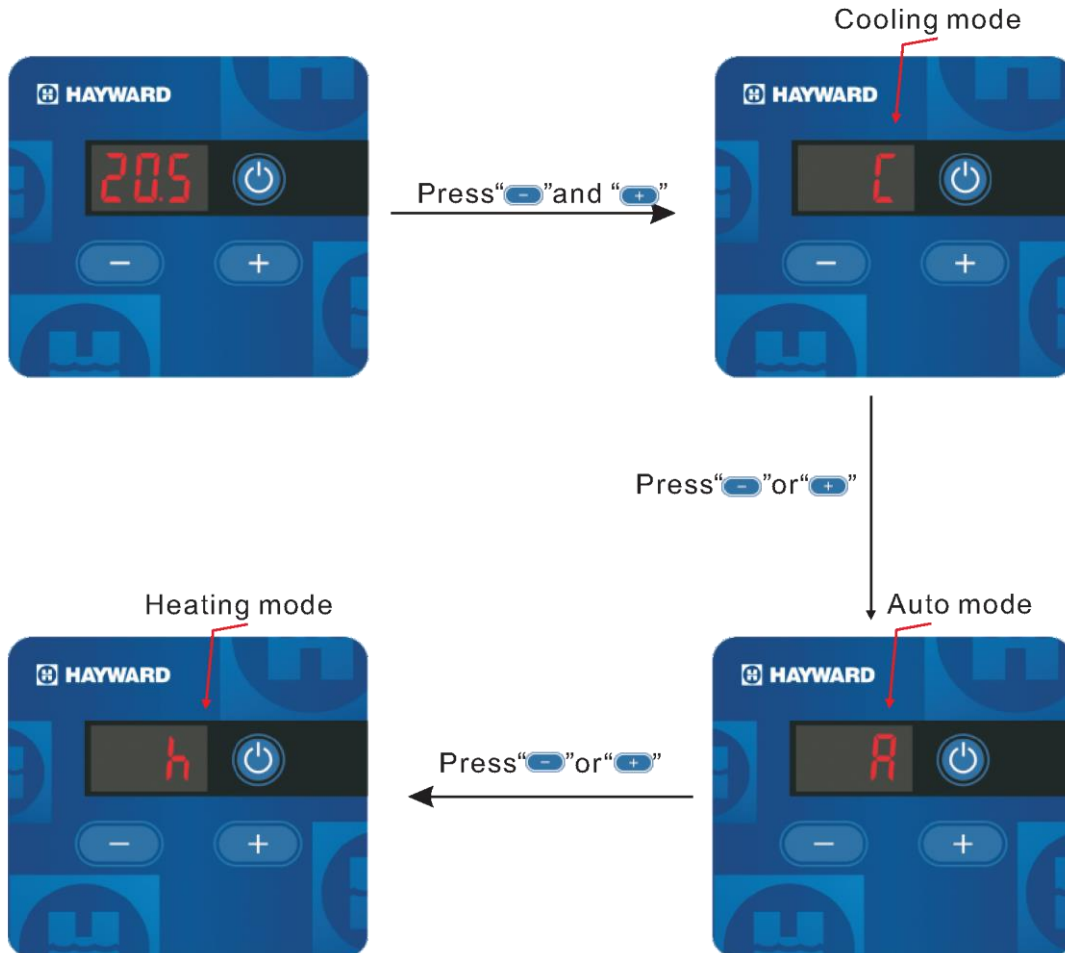 Cooling mode
HAYWARD
20.5
− +
Press“−”and “+”
HAYWARD
C
− +
Press“−”or“+”
Heating mode
HAYWARD
h
− +
Press“−”or“+”
Auto mode
HAYWARD
A
− +